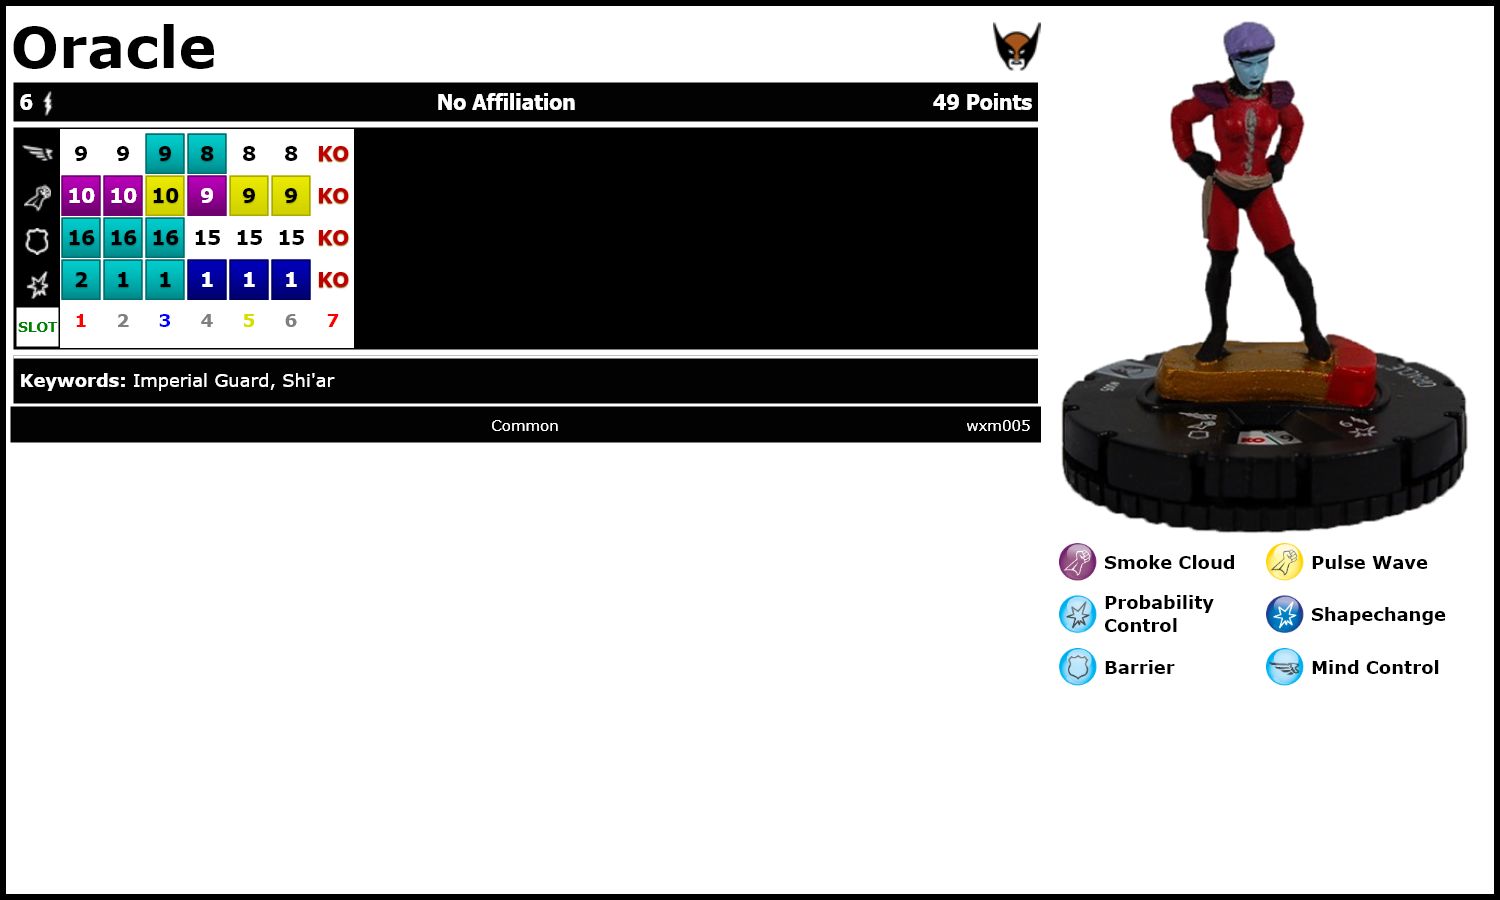 Oracle
6 No Affiliation 49 Points
9 9 9 8 8 8 KO
10 10 10 9 9 9 KO
16 16 16 15 15 15 KO
2 1 1 1 1 1 KO
SLOT 1 2 3 4 5 6 7
Keywords: Imperial Guard, Shi'ar
Common wxm005
ORACLE
KO
6
Smoke Cloud Pulse Wave
Probability
Control
Shapechange
Barrier Mind Control